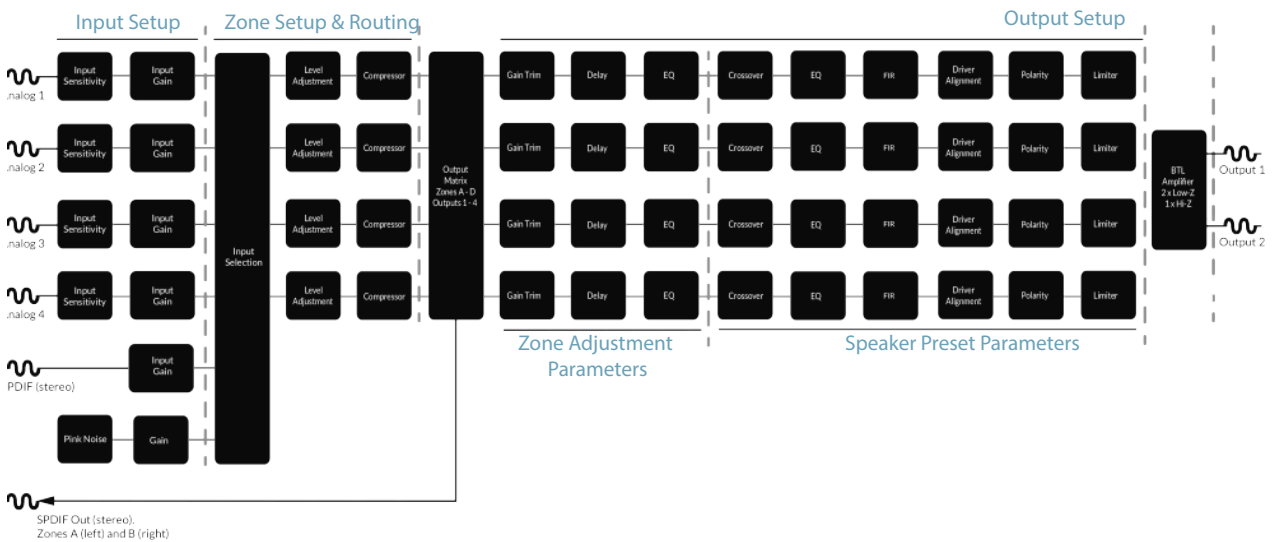 Input Setup
Zone Setup & Routing
Output Setup
Input
Sensitivity
Input
Gain
Level
Adjustment
Compressor
Gain Trim
Delay
EQ
Crossover
EQ
FIR
Driver
Alignment
Polarity
Limiter
nalog 1
Input
Sensitivity
Input
Gain
Level
Adjustment
Compressor
Gain Trim
Delay
EQ
Crossover
EQ
FIR
Driver
Alignment
Polarity
Limiter
nalog 2
Output
Matrix
Zones A - D
Outputs 1 - 4
BTL
Amplifier
2 x Low-Z
1 x Hi-Z
Output 1
Input
Sensitivity
Input
Gain
Level
Adjustment
Compressor
Gain Trim
Delay
EQ
Crossover
EQ
FIR
Driver
Alignment
Polarity
Limiter
nalog 3
Output 2
Input
Selection
Input
Sensitivity
Input
Gain
Level
Adjustment
Compressor
Gain Trim
Delay
EQ
Crossover
EQ
FIR
Driver
Alignment
Polarity
Limiter
nalog 4
Zone Adjustment
Parameters
Speaker Preset Parameters
Input
Gain
PDIF (stereo)
Pink Noise
Gain
SPDIF Out (stereo).
Zones A (left) and B (right)